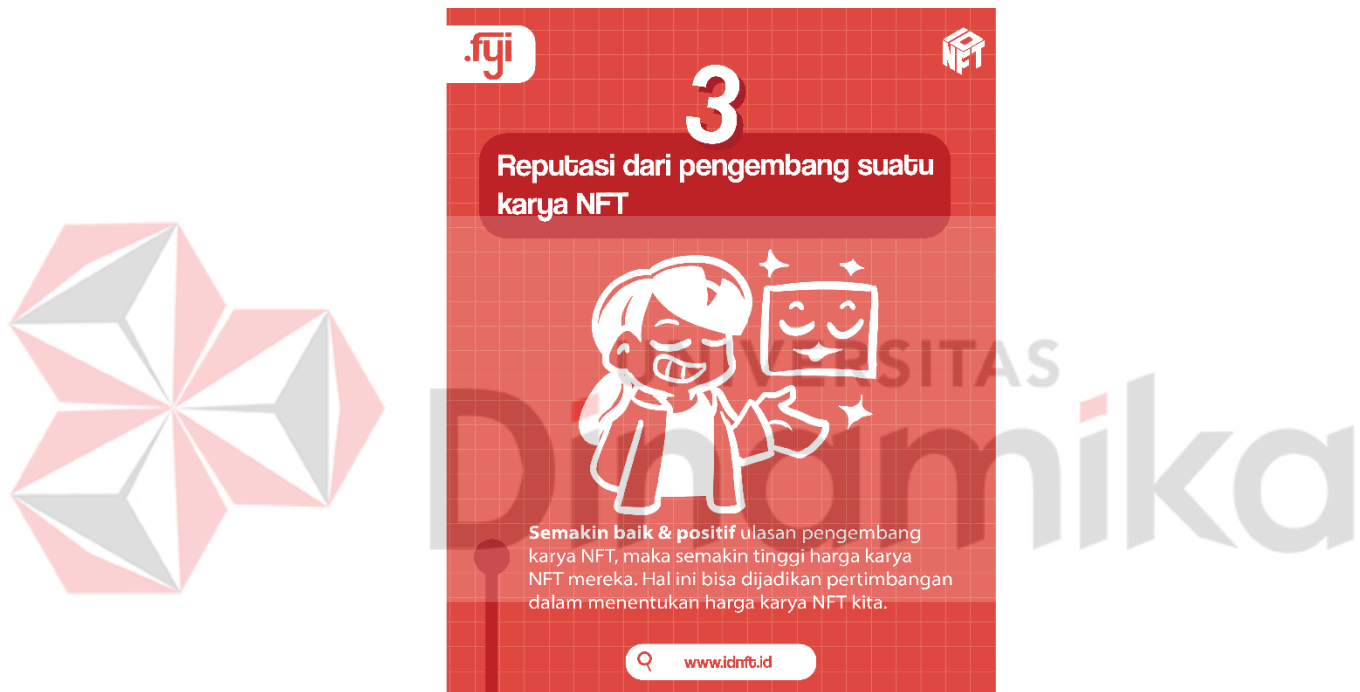 .fyi
ID
NFT
3
Reputasi dari pengembang suatu
karya NFT
UNIVERSITAS
Dinamika
Semakin baik & positif ulasan pengembang
karya NFT, maka semakin tinggi harga karya
NFT mereka. Hal ini bisa dijadikan pertimbangan
dalam menentukan harga karya NFT kita.
www.idnft.id